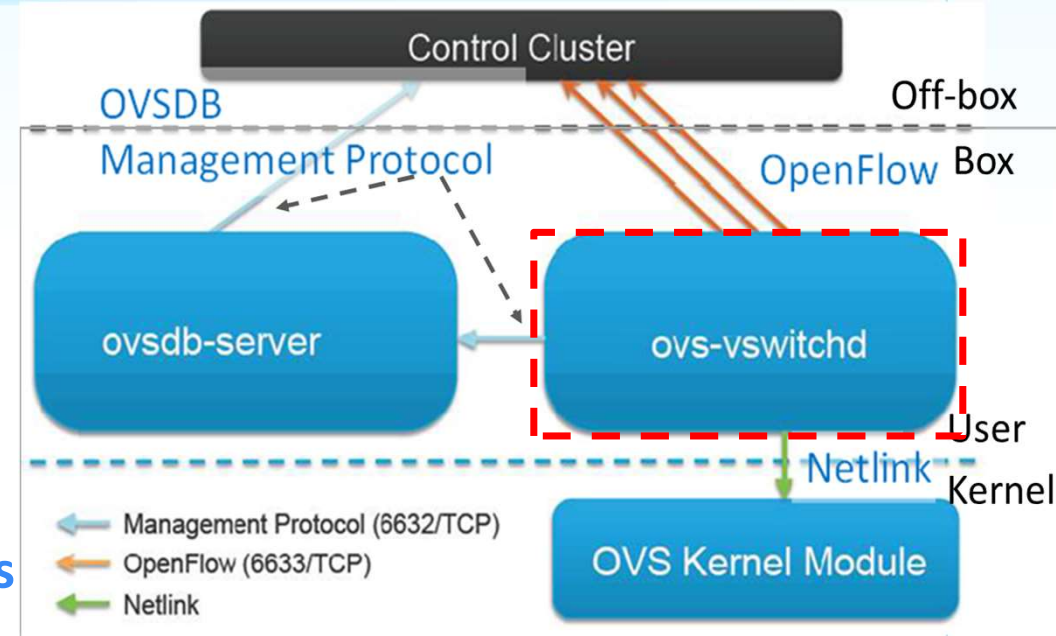 Control Cluster
OVSDB
Off-box
Management Protocol
OpenFlow
Box
ovsdb-server
ovs-vswitchd
User
Netlink
Kernel
Management Protocol (6632/TCP)
OpenFlow (6633/TCP)
Netlink
OVS Kernel Module
s